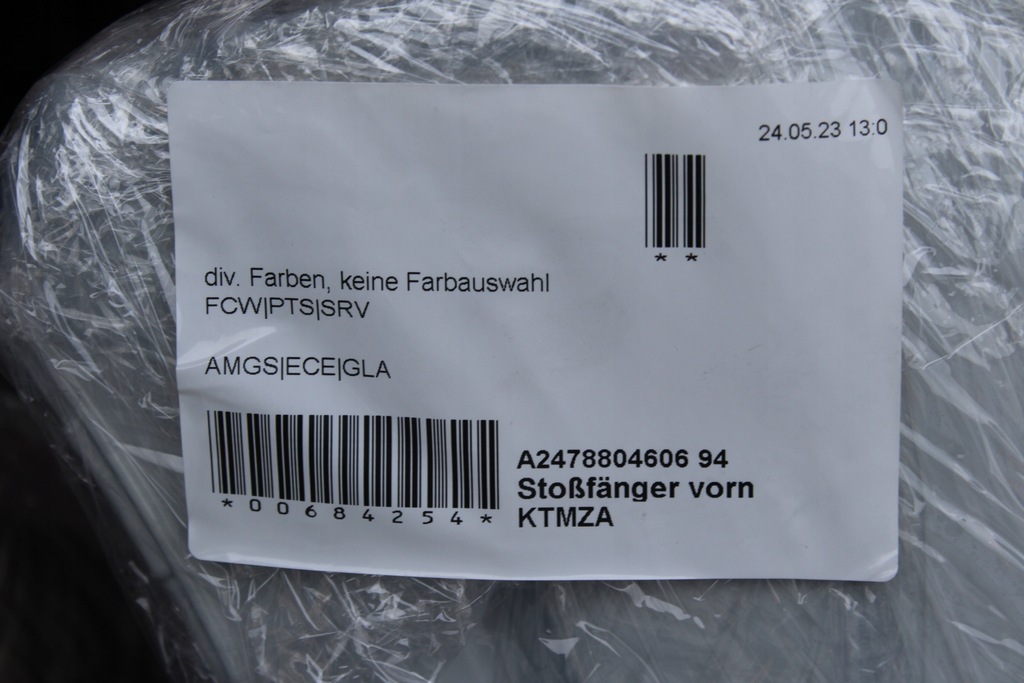 24.05.23 13:0
* *
div. Farben, keine Farbauswahl
FCW|PTS|SRV
AMGS|ECE|GLA
*00684254*
A2478804606 94
Stoßfänger vorn
KTMZA